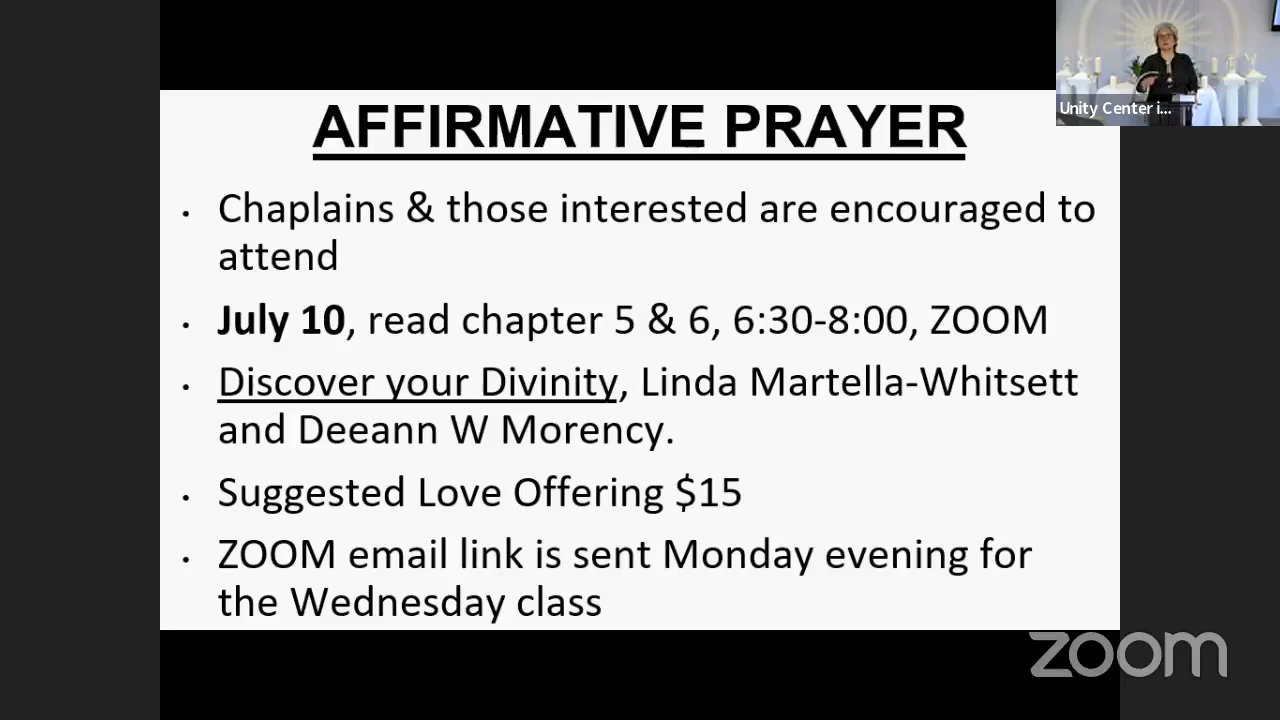 AFFIRMATIVE PRAYER
Unity Center i...
• Chaplains & those interested are encouraged to
attend
• July 10, read chapter 5 & 6, 6:30-8:00, ZOOM
• Discover your Divinity, Linda Martella-Whitsett
and Deeann W Morency.
• Suggested Love Offering $15
• ZOOM email link is sent Monday evening for
the Wednesday class
zoom